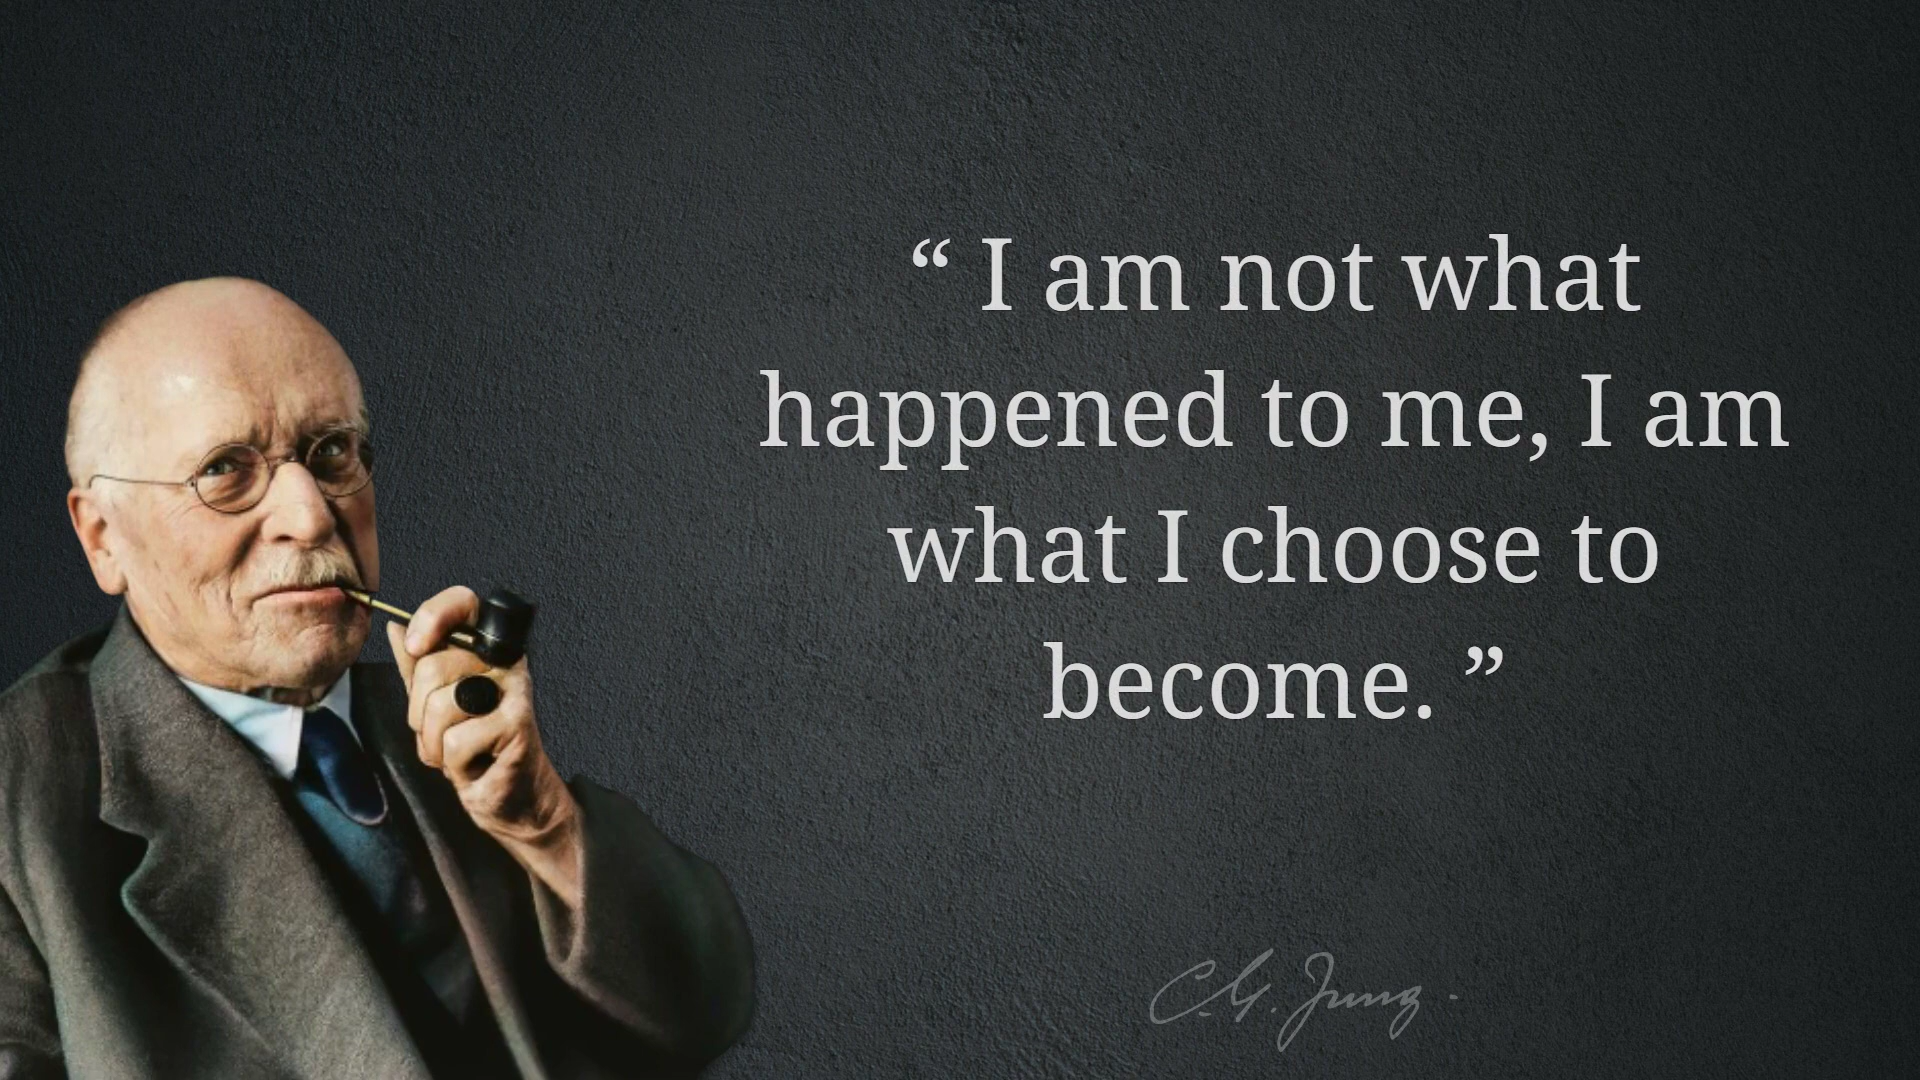 “ I am not what
happened to me, I am
what I choose to
become. ”
C. G. Jung.